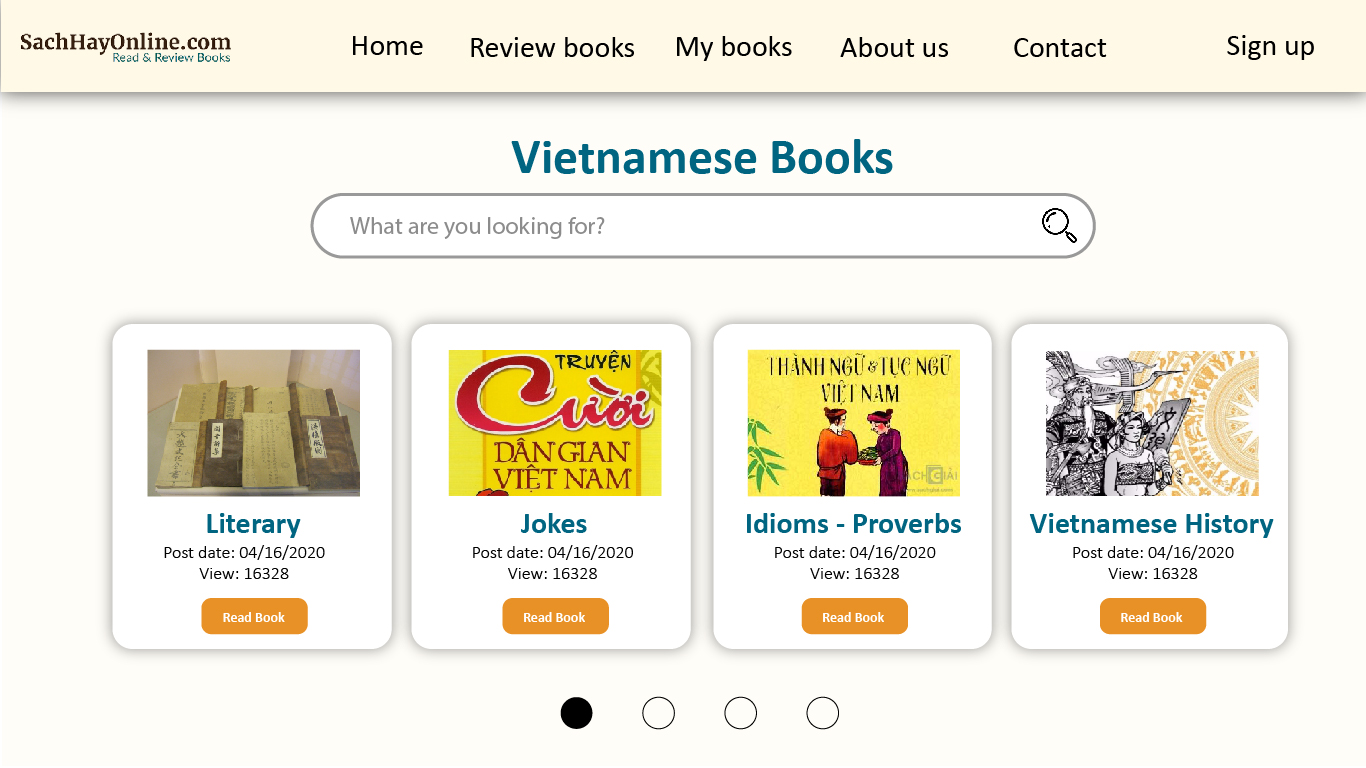 SachHayOnline.com
Read & Review Books
Home
Review books
My books
About us
Contact
Sign up
Vietnamese Books
What are you looking for?
TRUYỆN
Cười
DÂN GIAN
VIỆT NAM
THÀNH NGỮ & TỤC NGỮ
VIỆT NAM
Literary
Post date: 04/16/2020
View: 16328
Read Book
Jokes
Post date: 04/16/2020
View: 16328
Read Book
Idioms - Proverbs
Post date: 04/16/2020
View: 16328
Read Book
Vietnamese History
Post date: 04/16/2020
View: 16328
Read Book